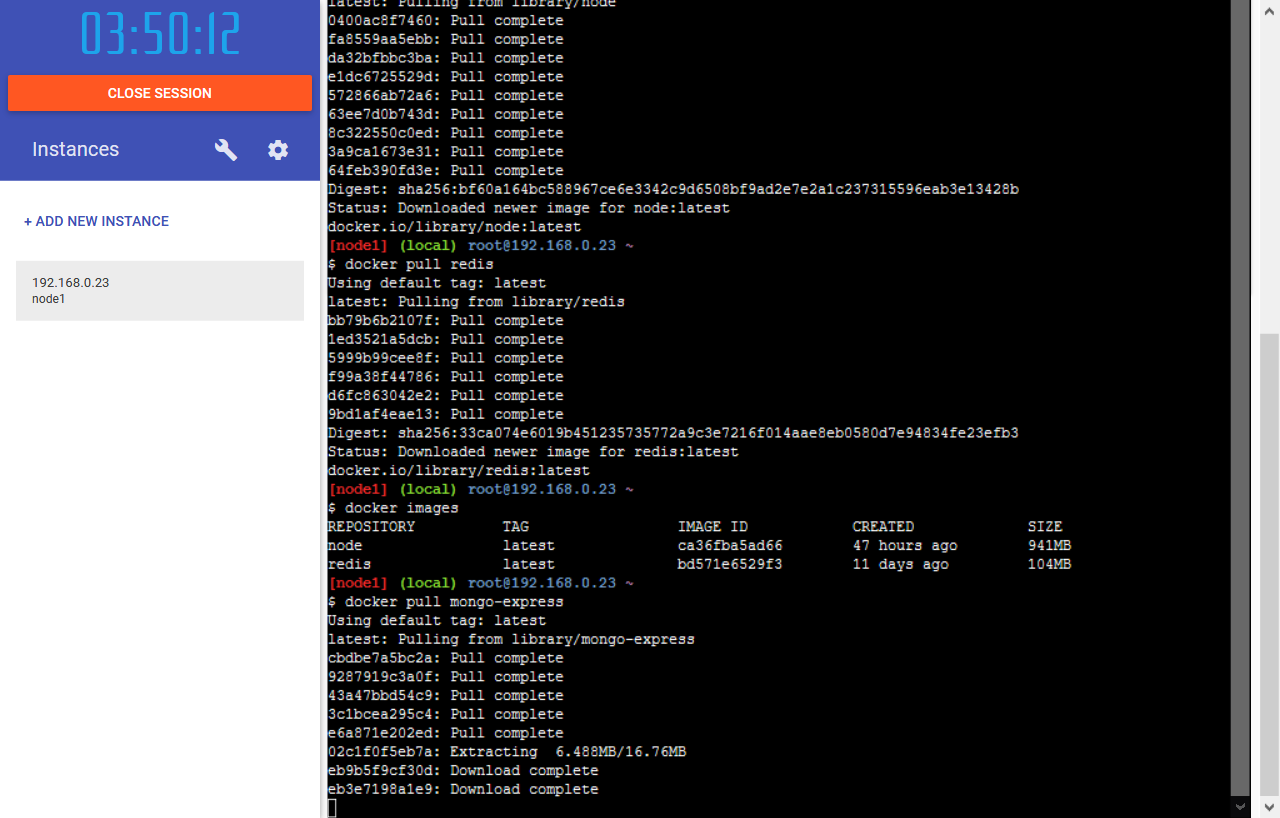 03:50:12
CLOSE SESSION
Instances
+ ADD NEW INSTANCE
192.168.0.23
node1
latest: Pulling from library/node
0400ac8f7460: Pull complete
fa8559aa5ebb: Pull complete
da32bfbbc3ba: Pull complete
e1dc6725529d: Pull complete
572866ab72a6: Pull complete
63ee7d0b743d: Pull complete
8c322550c0ed: Pull complete
3a9ca1673e31: Pull complete
64feb390fd3e: Pull complete
Digest: sha256:bf60a164bc588967ce6e3342c9d6508bf9ad2e7e2a1c237315596eab3e13428b
Status: Downloaded newer image for node:latest
docker.io/library/node:latest
[node1] (local) root@192.168.0.23 ~
$ docker pull redis
Using default tag: latest
latest: Pulling from library/redis
bb79b6b2107f: Pull complete
1ed3521a5dcb: Pull complete
5999b99cee8f: Pull complete
f99a38f44786: Pull complete
d6fc863042e2: Pull complete
9bd1af4eae13: Pull complete
Digest: sha256:33ca074e6019b451235735772a9c3e7216f014aae8eb0580d7e94834fe23efb3
Status: Downloaded newer image for redis:latest
docker.io/library/redis:latest
[node1] (local) root@192.168.0.23 ~
$ docker images
REPOSITORY TAG IMAGE ID CREATED SIZE
node latest ca36fba5ad66 47 hours ago 941MB
redis latest bd571e6529f3 11 days ago 104MB
[node1] (local) root@192.168.0.23 ~
$ docker pull mongo-express
Using default tag: latest
latest: Pulling from library/mongo-express
cbdbe7a5bc2a: Pull complete
9287919c3a0f: Pull complete
43a47bbd54c9: Pull complete
3c1bcea295c4: Pull complete
e6a871e202ed: Pull complete
02c1f0f5eb7a: Extracting 6.488MB/16.76MB
eb9b5f9cf30d: Download complete
eb3e7198a1e9: Download complete